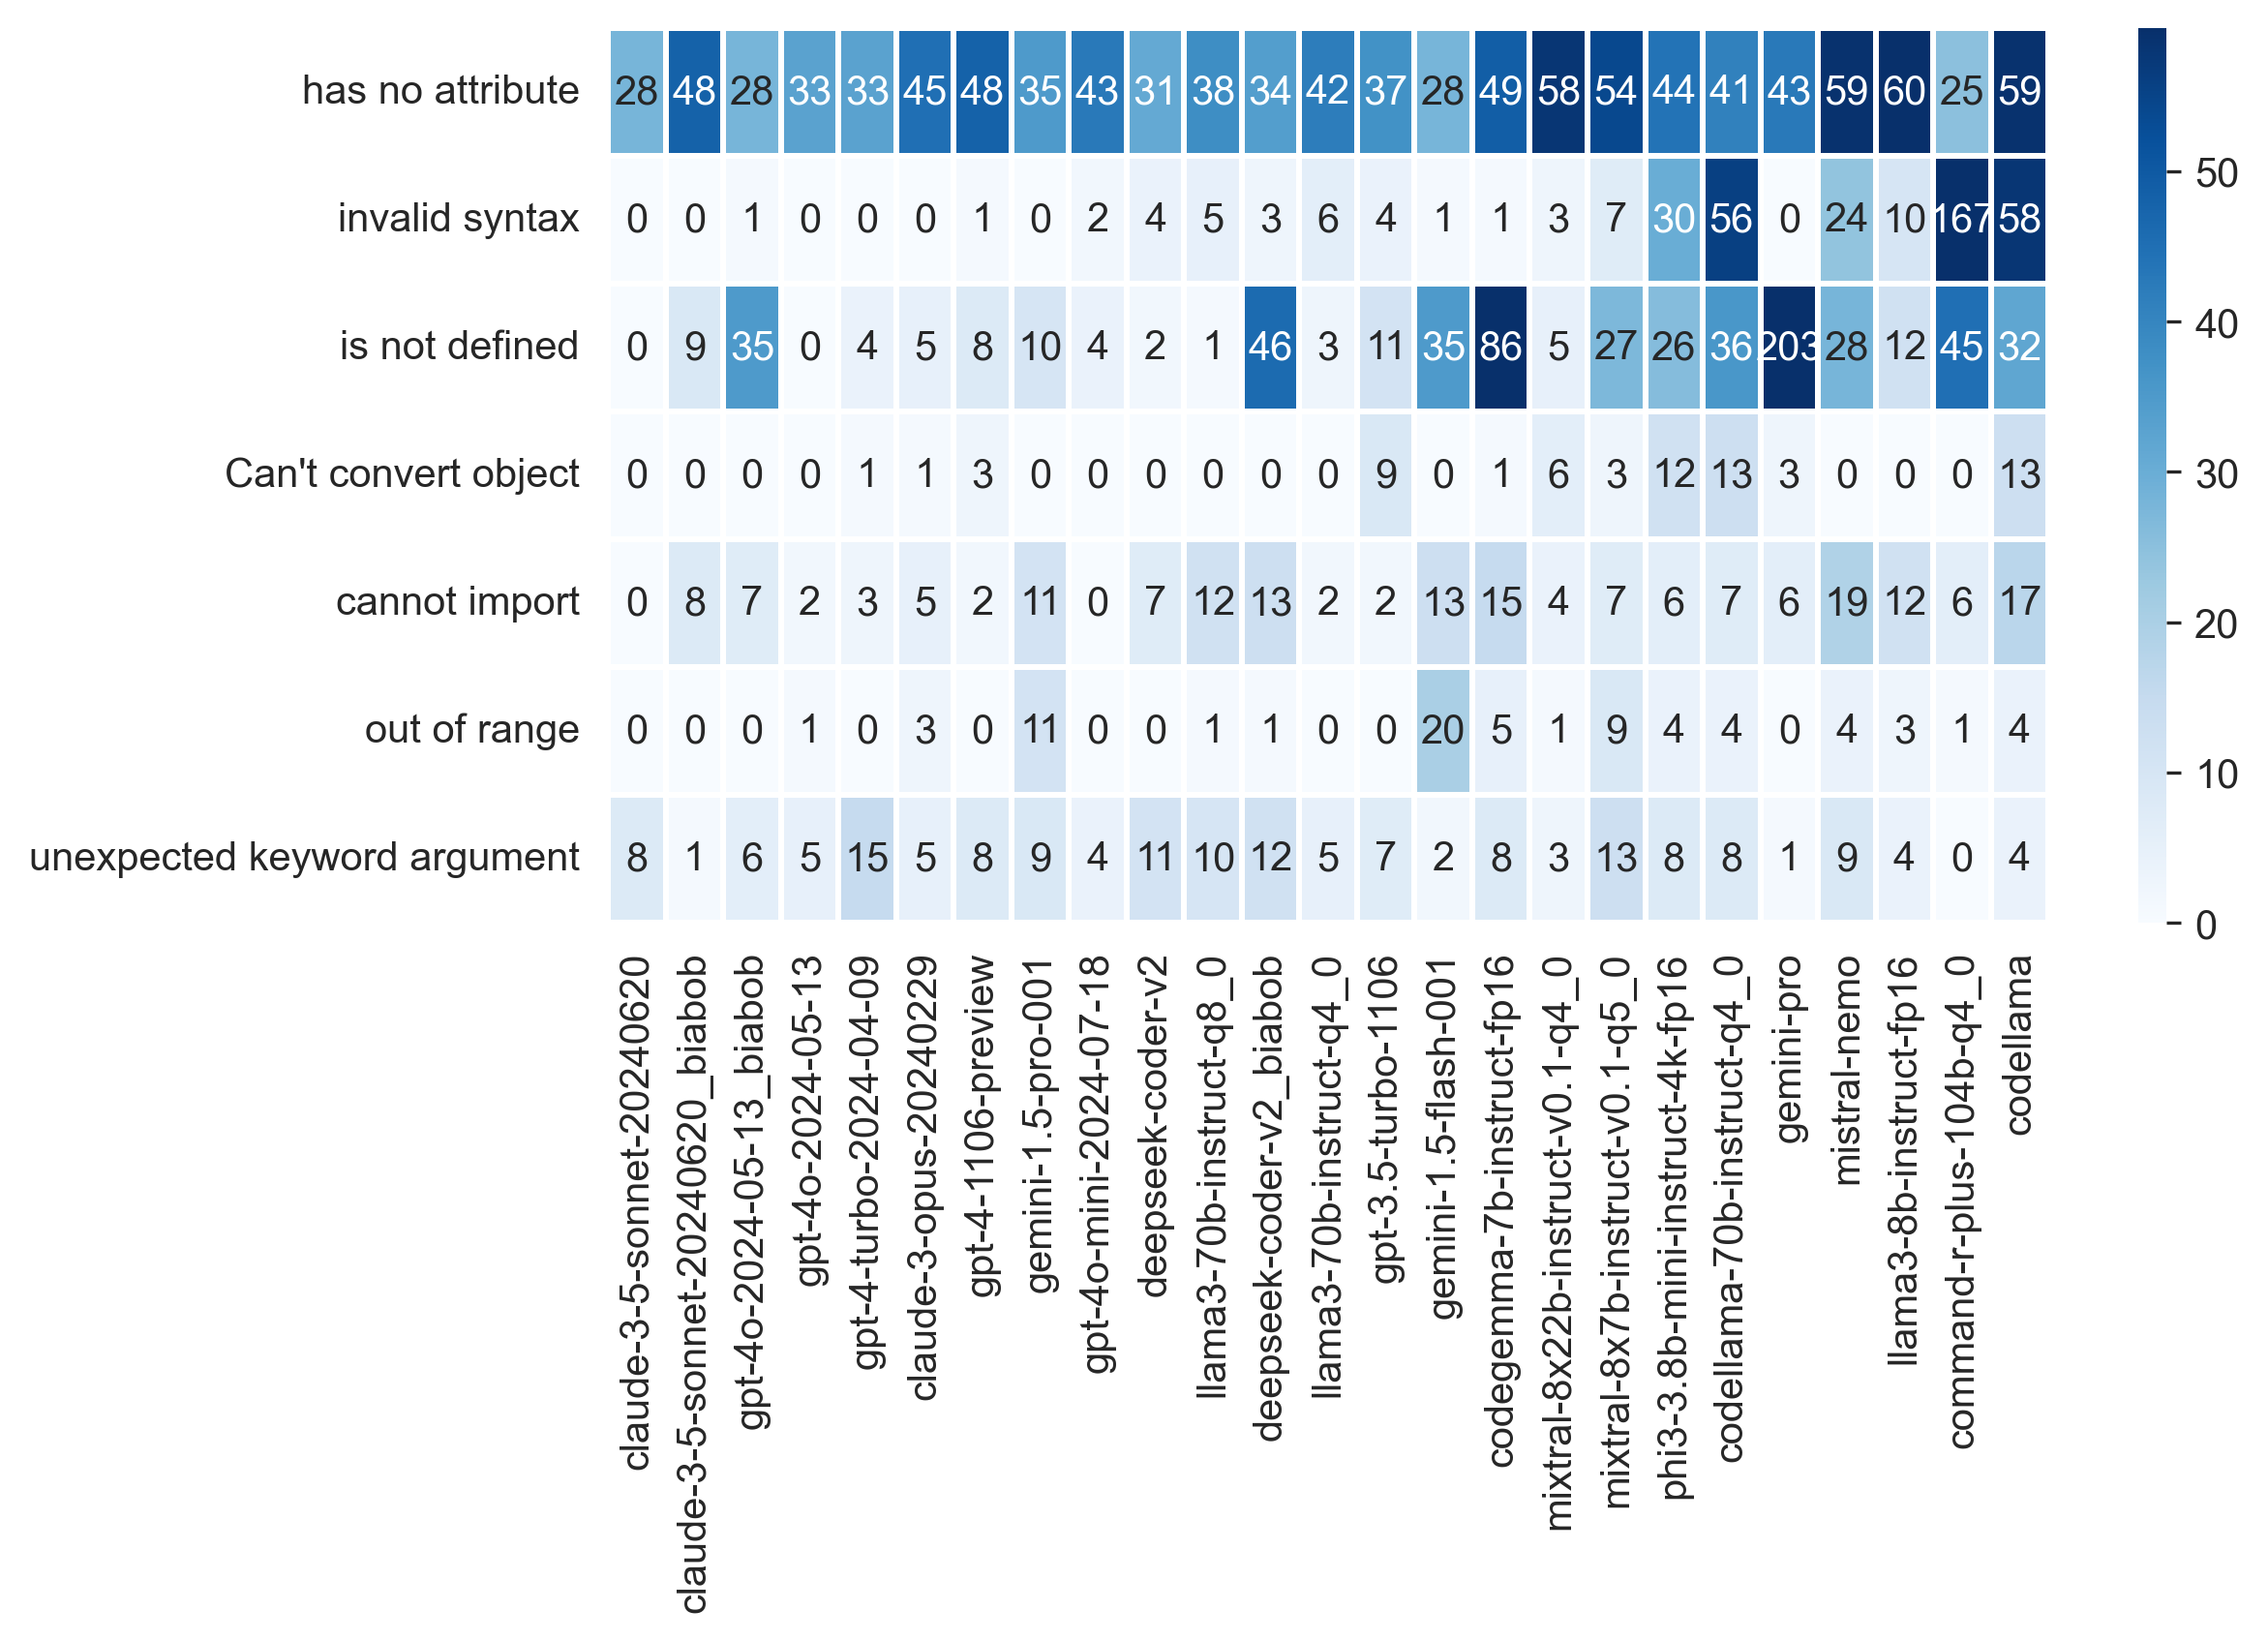 has no attribute 28 48 28 33 33 45 48 35 43 31 38 34 42 37 28 49 58 54 44 41 43 59 60 25 59
invalid syntax 0 0 1 0 0 0 1 0 2 4 5 3 6 4 1 1 3 7 30 56 0 24 10 167 58
is not defined 0 9 35 0 4 5 8 10 4 2 1 46 3 11 35 86 5 27 26 36 203 28 12 45 32
Can't convert object 0 0 0 0 1 1 3 0 0 0 0 0 0 9 0 1 6 3 12 13 3 0 0 0 13
cannot import 0 8 7 2 3 5 2 11 0 7 12 13 2 2 13 15 4 7 6 7 6 19 12 6 17
out of range 0 0 0 1 0 3 0 11 0 0 1 1 0 0 20 5 1 9 4 4 0 4 3 1 4
unexpected keyword argument 8 1 6 5 15 5 8 9 4 11 10 12 5 7 2 8 3 13 8 8 1 9 4 0 4
claude-3-5-sonnet-20240620
claude-3-5-sonnet-20240620_biabob
gpt-4o-2024-05-13_biabob
gpt-4o-2024-05-13
gpt-4-turbo-2024-04-09
claude-3-opus-20240229
gpt-4-1106-preview
gemini-1.5-pro-001
gpt-4o-mini-2024-07-18
deepseek-coder-v2
llama3-70b-instruct-q8_0
deepseek-coder-v2_biabob
llama3-70b-instruct-q4_0
gpt-3.5-turbo-1106
gemini-1.5-flash-001
codegemma-7b-instruct-fp16
mixtral-8x22b-instruct-v0.1-q4_0
mixtral-8x7b-instruct-v0.1-q5_0
phi3-3.8b-mini-instruct-4k-fp16
codellama-70b-instruct-q4_0
gemini-pro
mistral-nemo
llama3-8b-instruct-fp16
command-r-plus-104b-q4_0
codellama
50
40
30
20
10
0